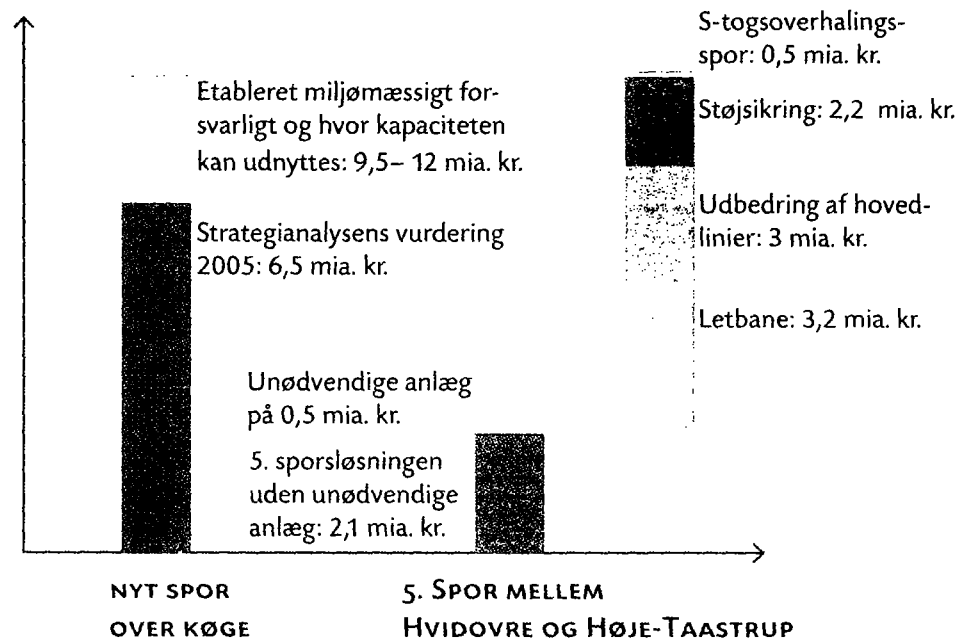 Etableret miljømæssigt for-
svarligt og hvor kapaciteten
kan udnyttes: 9,5– 12 mia. kr.
Strategianalysens vurdering
2005: 6,5 mia. kr.
Unødvendige anlæg
på 0,5 mia. kr.
5. sporsløsningen
uden unødvendige
anlæg: 2,1 mia. kr.
S-togsoverhalings-
spor: 0,5 mia. kr.
Støjsikring: 2,2 mia. kr.
Udbedring af hoved-
linier: 3 mia. kr.
Letbane: 3,2 mia. kr.
NYT SPOR
OVER KØGE
5. SPOR MELLEM
HVIDOVRE OG HØJE-TAASTRUP